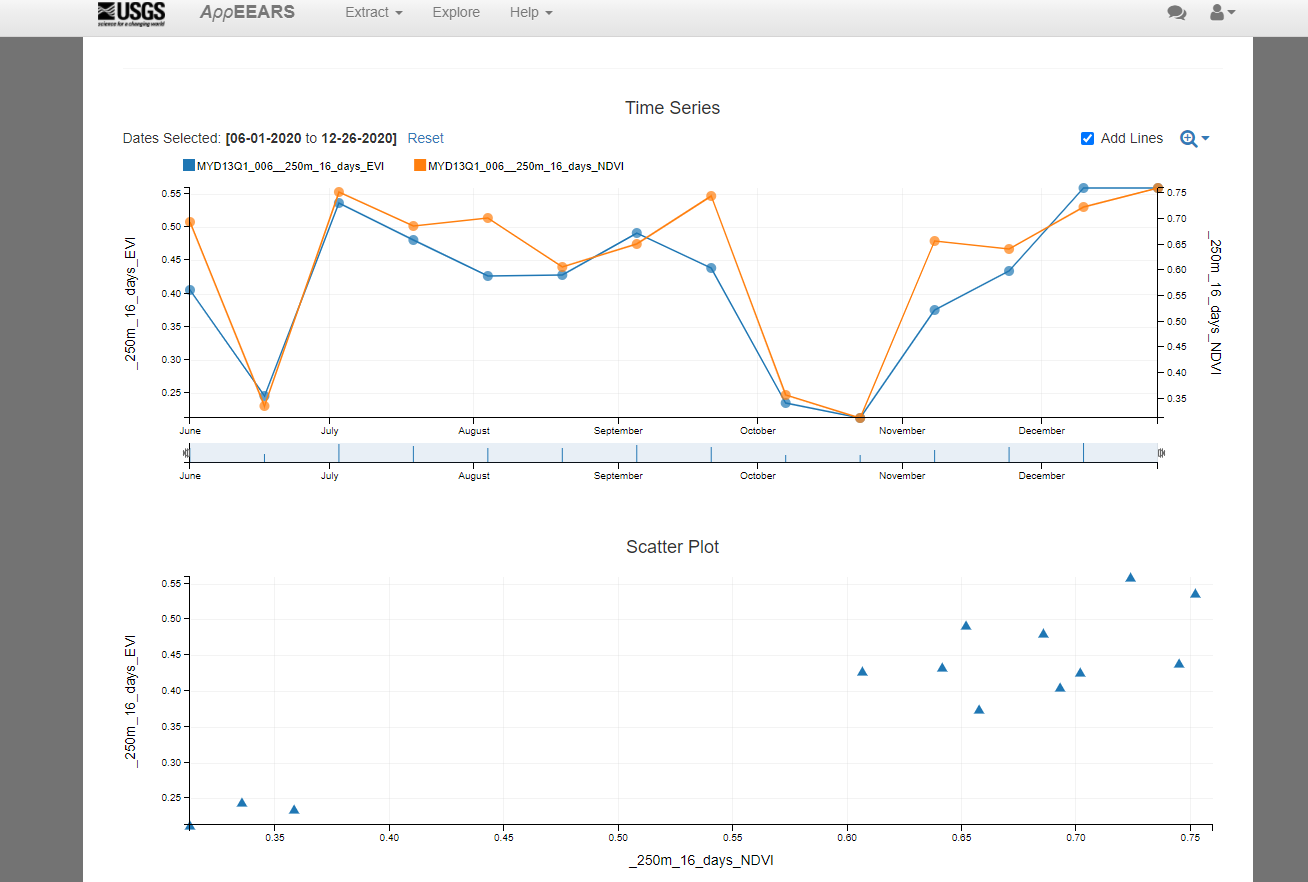 USGS
science for a changing world
AppEEARS
Extract
Explore
Help
Time Series
Dates Selected: [06-01-2020 to 12-26-2020] Reset
Add Lines
MYD13Q1_006__250m_16_days_EVI
MYD13Q1_006__250m_16_days_NDVI
_250m_16_days_EVI
0.55
0.50
0.45
0.40
0.35
0.30
0.25
0.75
0.70
0.65
0.60
0.55
0.50
0.45
0.40
0.35
_250m_16_days_NDVI
June July August September October November December
June July August September October November December
Scatter Plot
_250m_16_days_EVI
0.55
0.50
0.45
0.40
0.35
0.30
0.25
0.35 0.40 0.45 0.50 0.55 0.60 0.65 0.70 0.75
_250m_16_days_NDVI